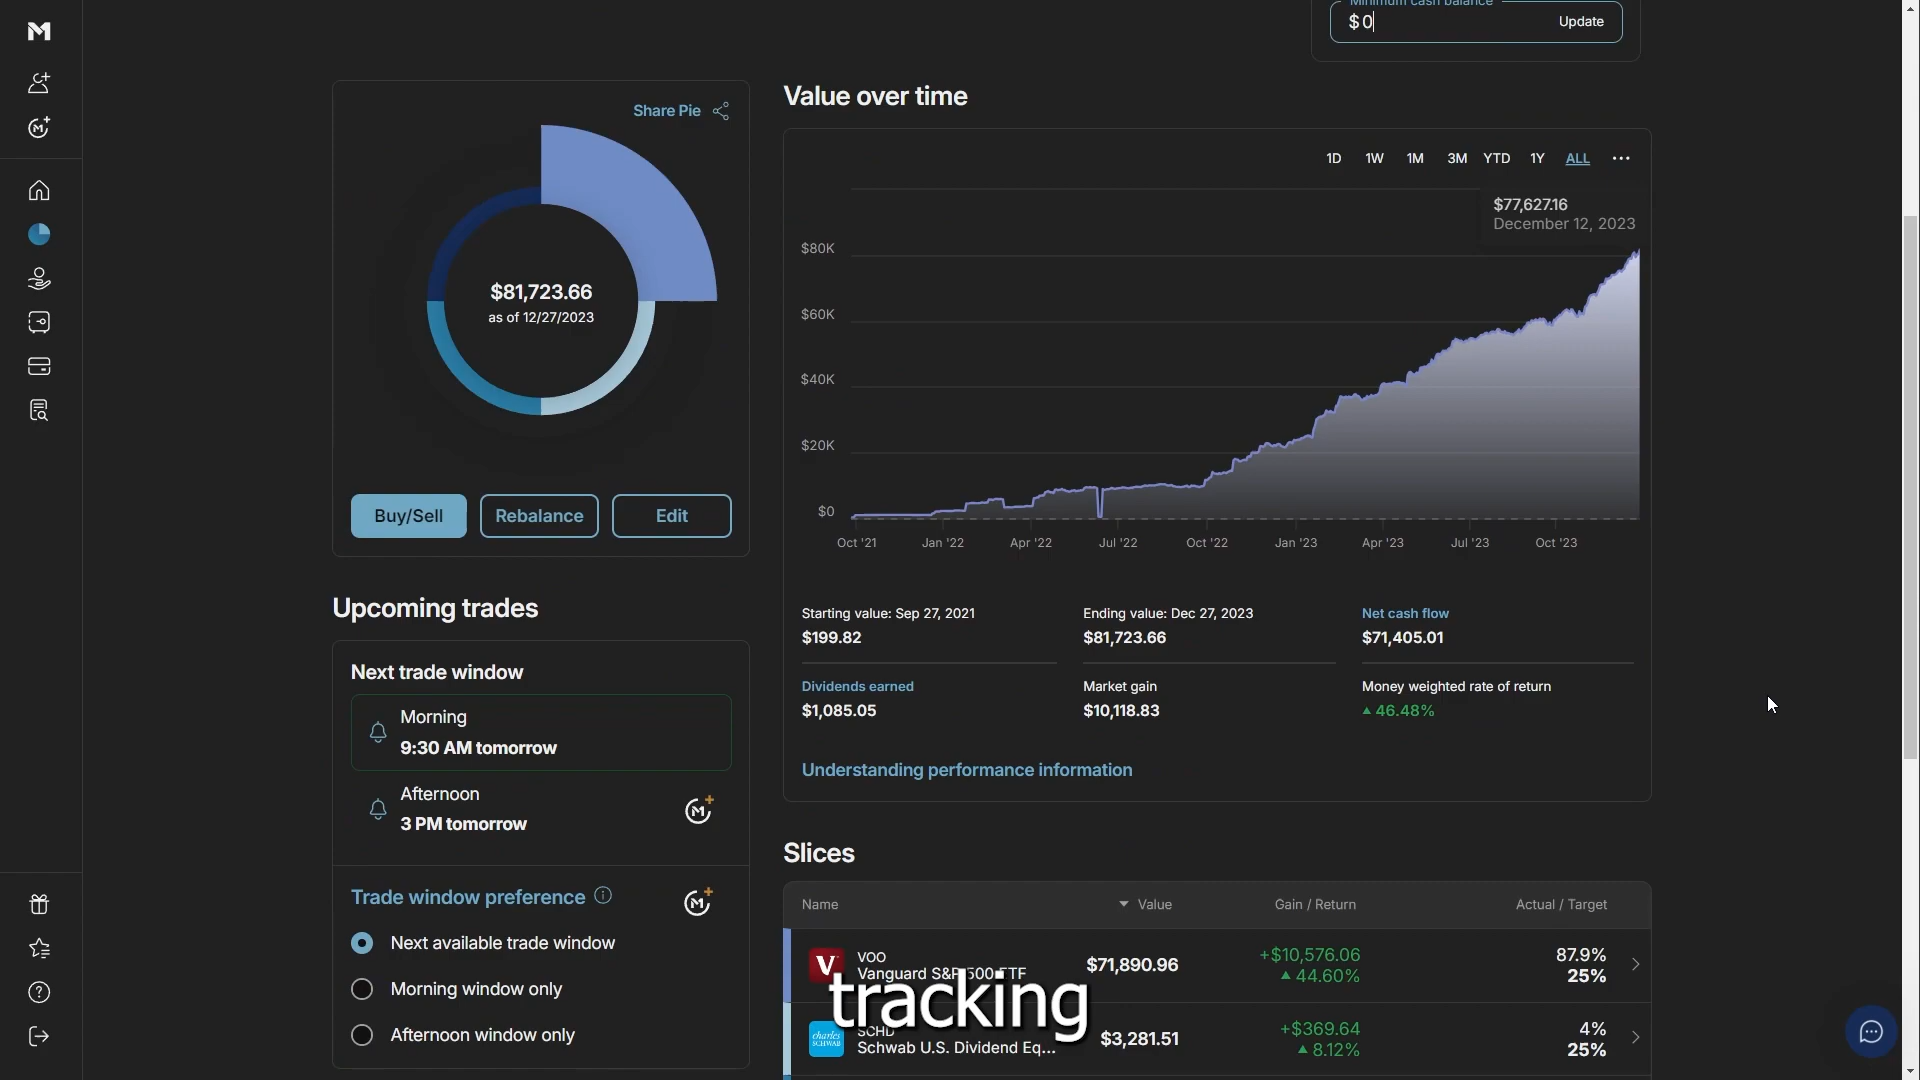 Minimum cash balance
$0
Update
Share Pie
$81,723.66
as of 12/27/2023
Buy/Sell
Rebalance
Edit
Value over time
1D 1W 1M 3M YTD 1Y ALL
$77,627.16
December 12, 2023
$80K
$60K
$40K
$20K
$0
Oct '21 Jan '22 Apr '22 Jul '22 Oct '22 Jan '23 Apr '23 Jul '23 Oct '23
Starting value: Sep 27, 2021
$199.82
Ending value: Dec 27, 2023
$81,723.66
Net cash flow
$71,405.01
Dividends earned
$1,085.05
Market gain
$10,118.83
Money weighted rate of return
46.48%
Understanding performance information
Upcoming trades
Next trade window
Morning
9:30 AM tomorrow
Afternoon
3 PM tomorrow
Trade window preference
Next available trade window
Morning window only
Afternoon window only
Slices
Name Value Gain / Return Actual / Target
V
VOO
Vanguard S&P 500 ETF
$71,890.96
+$10,576.06
44.60%
87.9%
25%
tracking
charles
SCHWAB
SCHD
Schwab U.S. Dividend Eq...
$3,281.51
+$369.64
8.12%
4%
25%